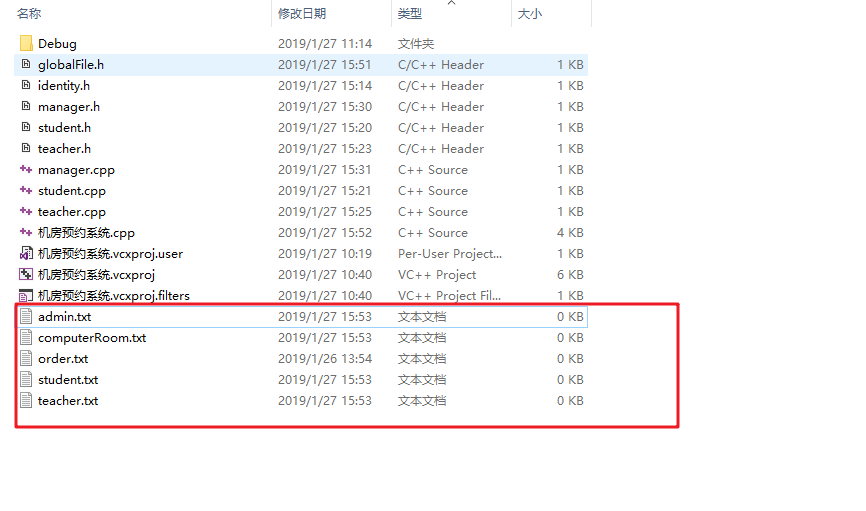 名称 修改日期 类型 大小
Debug 2019/1/27 11:14 文件夹
globalFile.h 2019/1/27 15:51 C/C++ Header 1 KB
identity.h 2019/1/27 15:14 C/C++ Header 1 KB
manager.h 2019/1/27 15:30 C/C++ Header 1 KB
student.h 2019/1/27 15:20 C/C++ Header 1 KB
teacher.h 2019/1/27 15:23 C/C++ Header 1 KB
manager.cpp 2019/1/27 15:31 C++ Source 1 KB
student.cpp 2019/1/27 15:21 C++ Source 1 KB
teacher.cpp 2019/1/27 15:25 C++ Source 1 KB
机房预约系统.cpp 2019/1/27 15:52 C++ Source 4 KB
机房预约系统.vcxproj.user 2019/1/27 10:19 Per-User Project... 1 KB
机房预约系统.vcxproj 2019/1/27 10:40 VC++ Project 6 KB
机房预约系统.vcxproj.filters 2019/1/27 10:40 VC++ Project Fil... 1 KB
admin.txt 2019/1/27 15:53 文本文档 0 KB
computerRoom.txt 2019/1/27 15:53 文本文档 0 KB
order.txt 2019/1/26 13:54 文本文档 0 KB
student.txt 2019/1/27 15:53 文本文档 0 KB
teacher.txt 2019/1/27 15:53 文本文档 0 KB